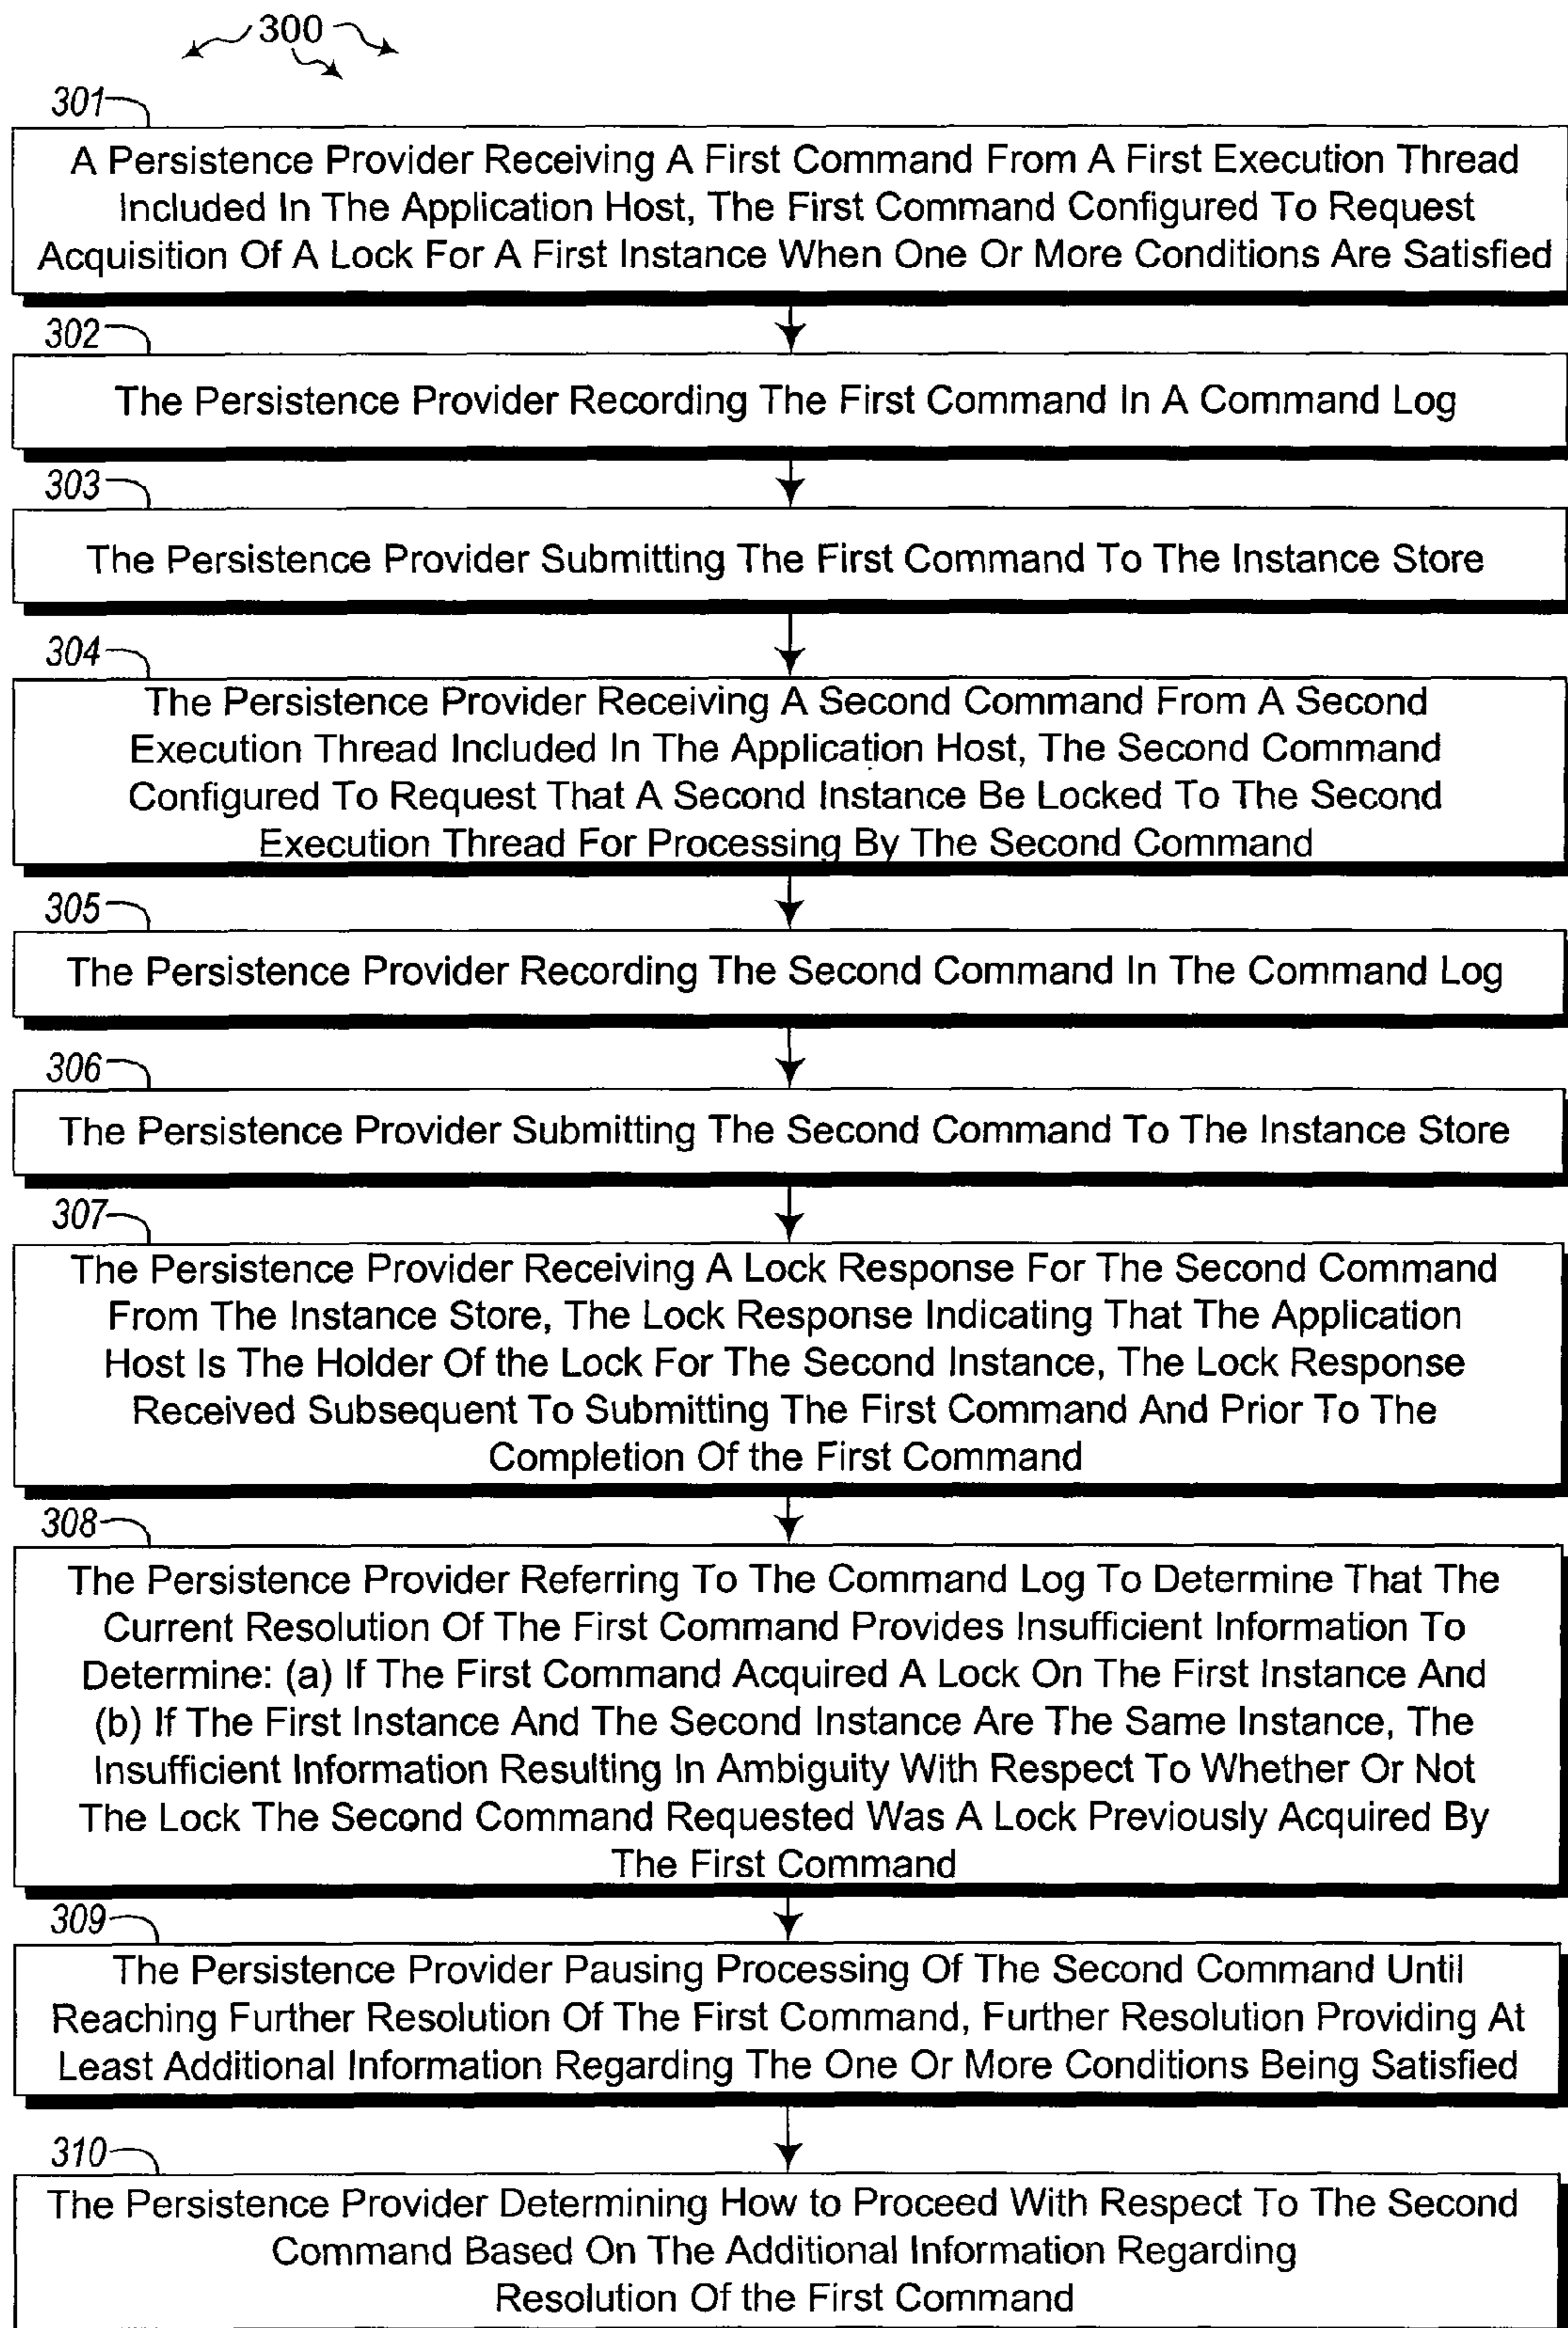 300
301
A Persistence Provider Receiving A First Command From A First Execution Thread
Included In The Application Host, The First Command Configured To Request
Acquisition Of A Lock For A First Instance When One Or More Conditions Are Satisfied
302
The Persistence Provider Recording The First Command In A Command Log
303
The Persistence Provider Submitting The First Command To The Instance Store
304
The Persistence Provider Receiving A Second Command From A Second
Execution Thread Included In The Application Host, The Second Command
Configured To Request That A Second Instance Be Locked To The Second
Execution Thread For Processing By The Second Command
305
The Persistence Provider Recording The Second Command In The Command Log
306
The Persistence Provider Submitting The Second Command To The Instance Store
307
The Persistence Provider Receiving A Lock Response For The Second Command
From The Instance Store, The Lock Response Indicating That The Application
Host Is The Holder Of the Lock For The Second Instance, The Lock Response
Received Subsequent To Submitting The First Command And Prior To The
Completion Of the First Command
308
The Persistence Provider Referring To The Command Log To Determine That The
Current Resolution Of The First Command Provides Insufficient Information To
Determine: (a) If The First Command Acquired A Lock On The First Instance And
(b) If The First Instance And The Second Instance Are The Same Instance, The
Insufficient Information Resulting In Ambiguity With Respect To Whether Or Not
The Lock The Second Command Requested Was A Lock Previously Acquired By
The First Command
309
The Persistence Provider Pausing Processing Of The Second Command Until
Reaching Further Resolution Of The First Command, Further Resolution Providing At
Least Additional Information Regarding The One Or More Conditions Being Satisfied
310
The Persistence Provider Determining How to Proceed With Respect To The Second
Command Based On The Additional Information Regarding
Resolution Of the First Command